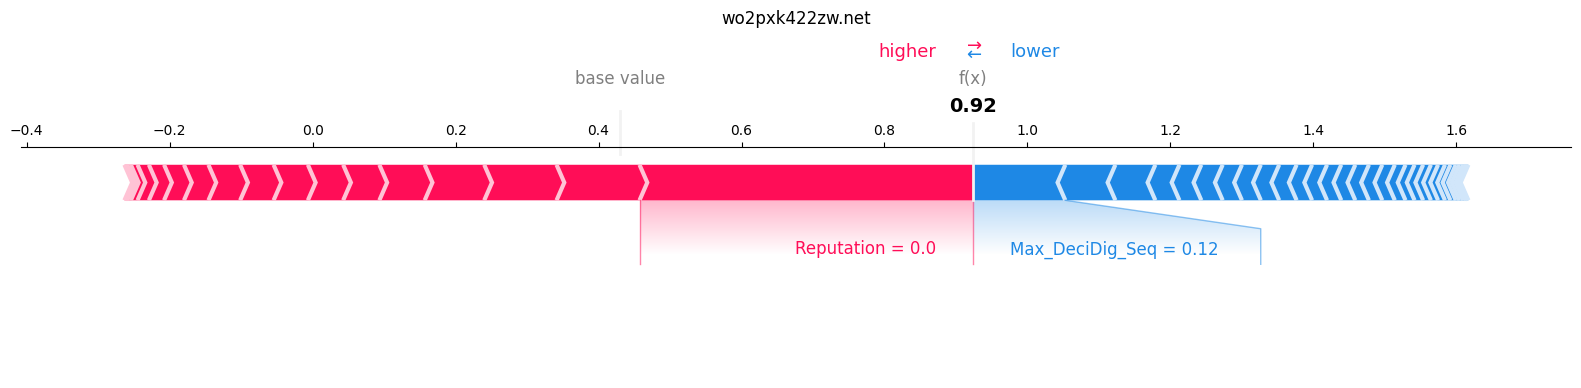 wo2pxk422zw.net
higher ⇄ lower
base value f(x)
0.92
−0.4 −0.2 0.0 0.2 0.4 0.6 0.8 1.0 1.2 1.4 1.6
Reputation = 0.0 Max_DeciDig_Seq = 0.12